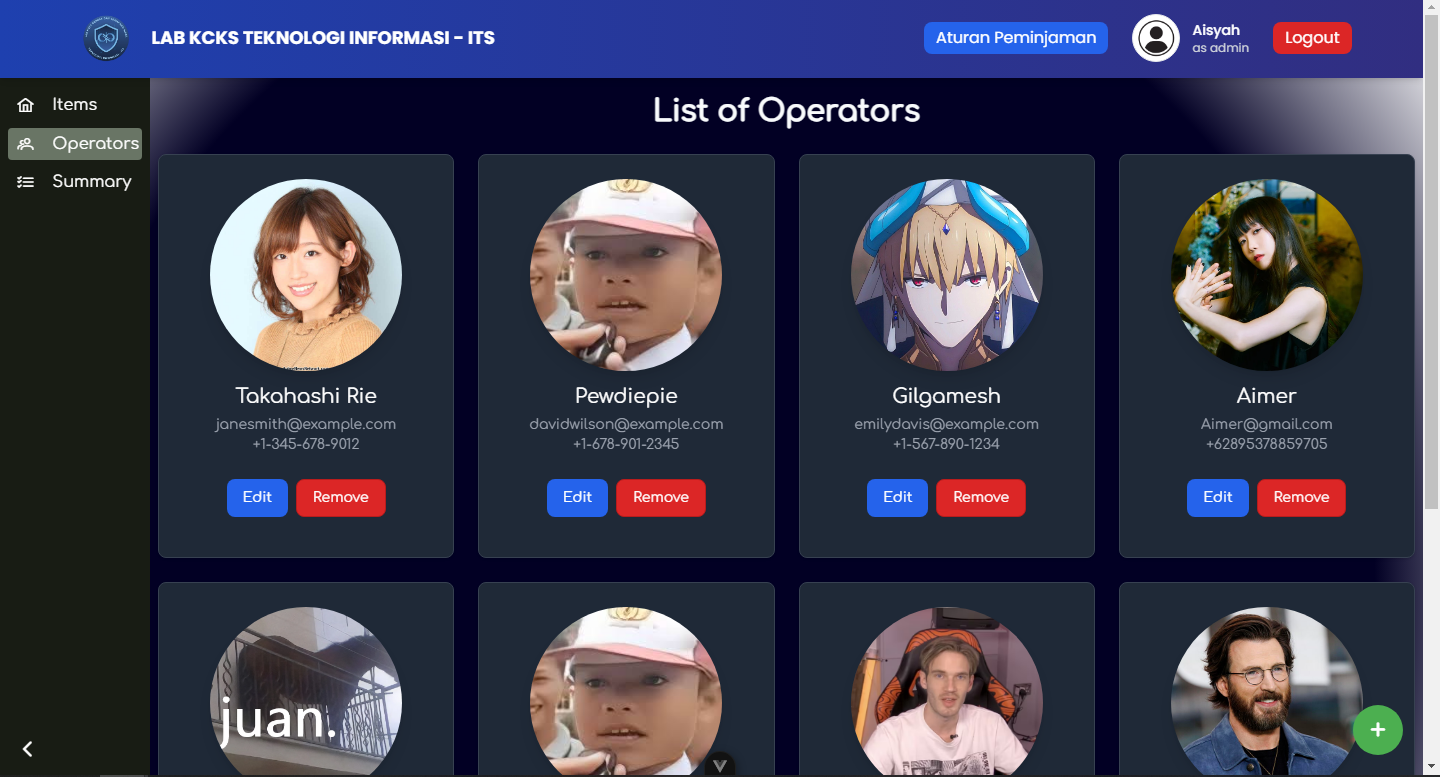 LAB KCKS TEKNOLOGI INFORMASI - ITS
Aturan Peminjaman
Aisyah
as admin
Logout
Items
Operators
Summary
List of Operators
Takahashi Rie
janesmith@example.com
+1-345-678-9012
Edit
Remove
Pewdiepie
davidwilson@example.com
+1-678-901-2345
Edit
Remove
Gilgamesh
emilydavis@example.com
+1-567-890-1234
Edit
Remove
Aimer
Aimer@gmail.com
+62895378859705
Edit
Remove
juan.